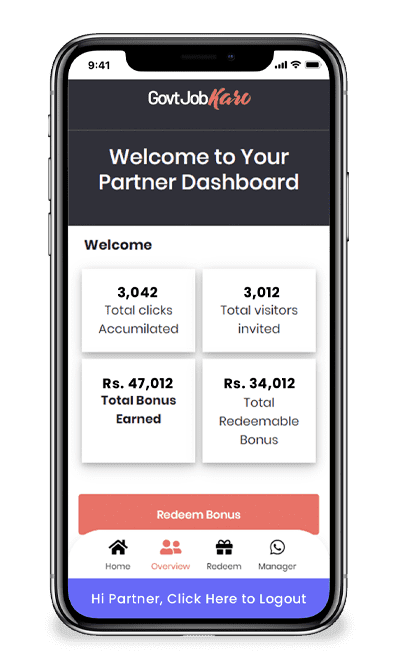 9:41
GovtJobKaro
Welcome to Your
Partner Dashboard
Welcome
3,042
Total clicks
Accumilated
3,012
Total visitors
invited
Rs. 47,012
Total Bonus
Earned
Rs. 34,012
Total
Redeemable
Bonus
Redeem Bonus
Home
Overview
Redeem
Manager
Hi Partner, Click Here to Logout